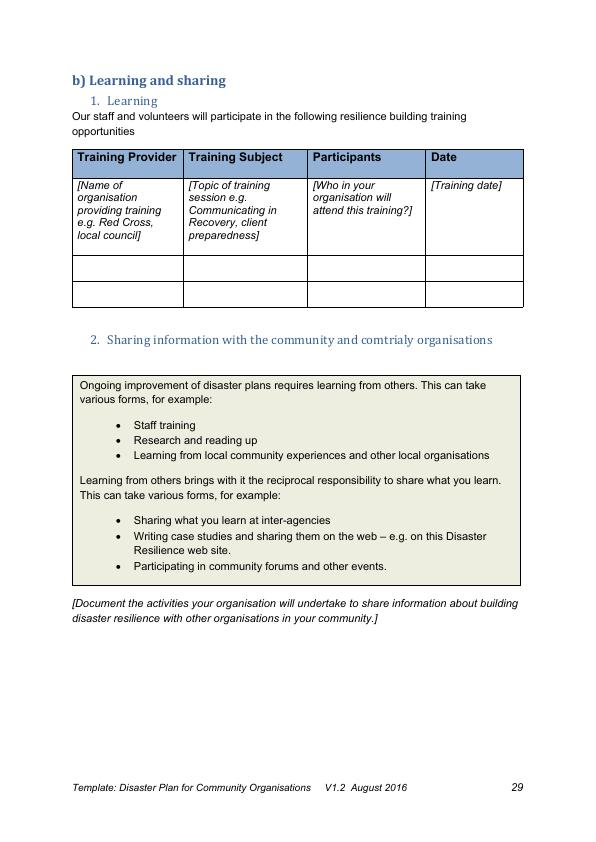 b) Learning and sharing
1. Learning
Our staff and volunteers will participate in the following resilience building training
opportunities
Training Provider Training Subject Participants Date
[Name of organisation providing training e.g. Red Cross, local council]
[Topic of training session e.g. Communicating in Recovery, client preparedness]
[Who in your organisation will attend this training?]
[Training date]
2. Sharing information with the community and comtrialy organisations
Ongoing improvement of disaster plans requires learning from others. This can take
various forms, for example:
• Staff training
• Research and reading up
• Learning from local community experiences and other local organisations
Learning from others brings with it the reciprocal responsibility to share what you learn.
This can take various forms, for example:
• Sharing what you learn at inter-agencies
• Writing case studies and sharing them on the web – e.g. on this Disaster
Resilience web site.
• Participating in community forums and other events.
[Document the activities your organisation will undertake to share information about building
disaster resilience with other organisations in your community.]
Template: Disaster Plan for Community Organisations V1.2 August 2016 29